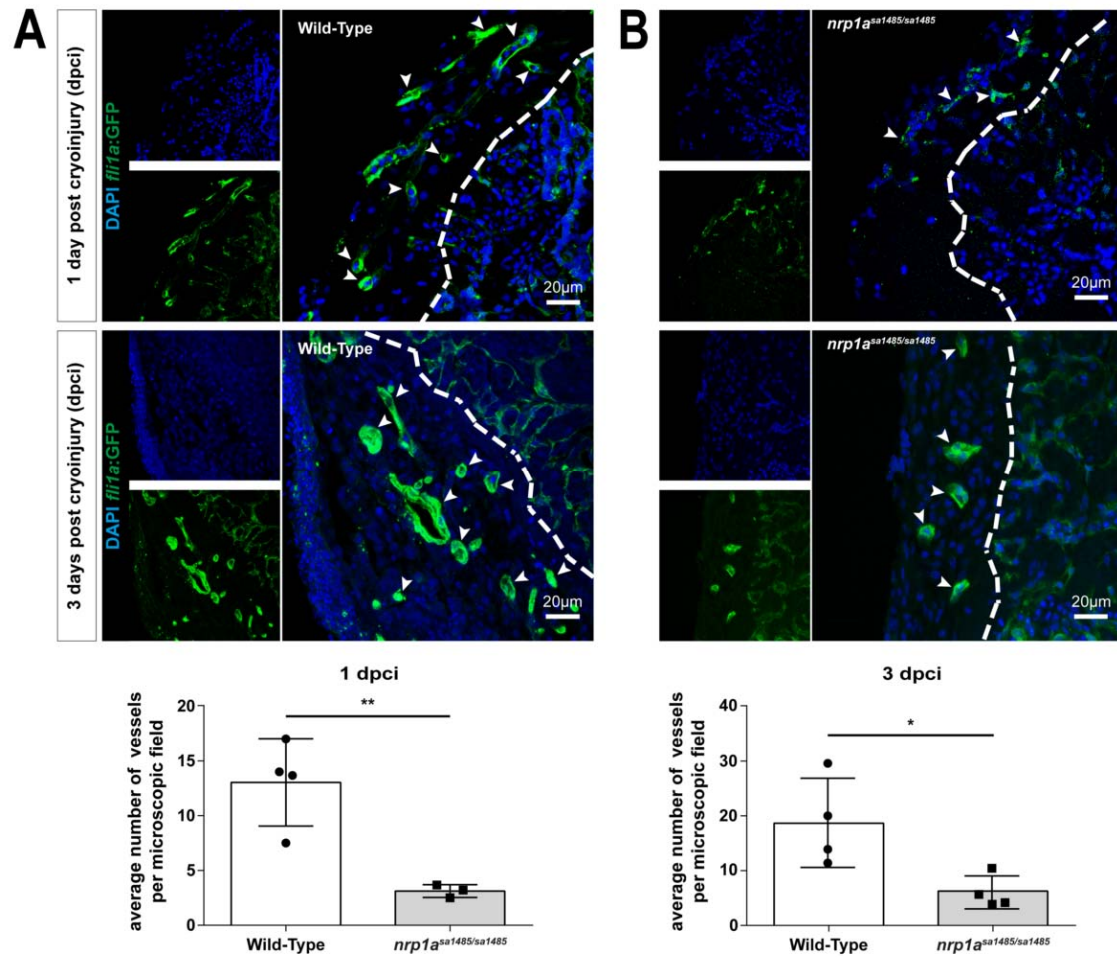 A
B
1 day post cryoinjury (dpci)
DAPI fli1a:GFP
Wild-Type
20µm
nrp1a sa1485/sa1485
20µm
3 days post cryoinjury (dpci)
DAPI fli1a:GFP
Wild-Type
20µm
nrp1a sa1485/sa1485
20µm
1 dpci
average number of vessels
per microscopic field
20
15
10
5
0
**
Wild-Type
nrp1a sa1485/sa1485
3 dpci
average number of vessels
per microscopic field
40
30
20
10
0
*
Wild-Type
nrp1a sa1485/sa1485